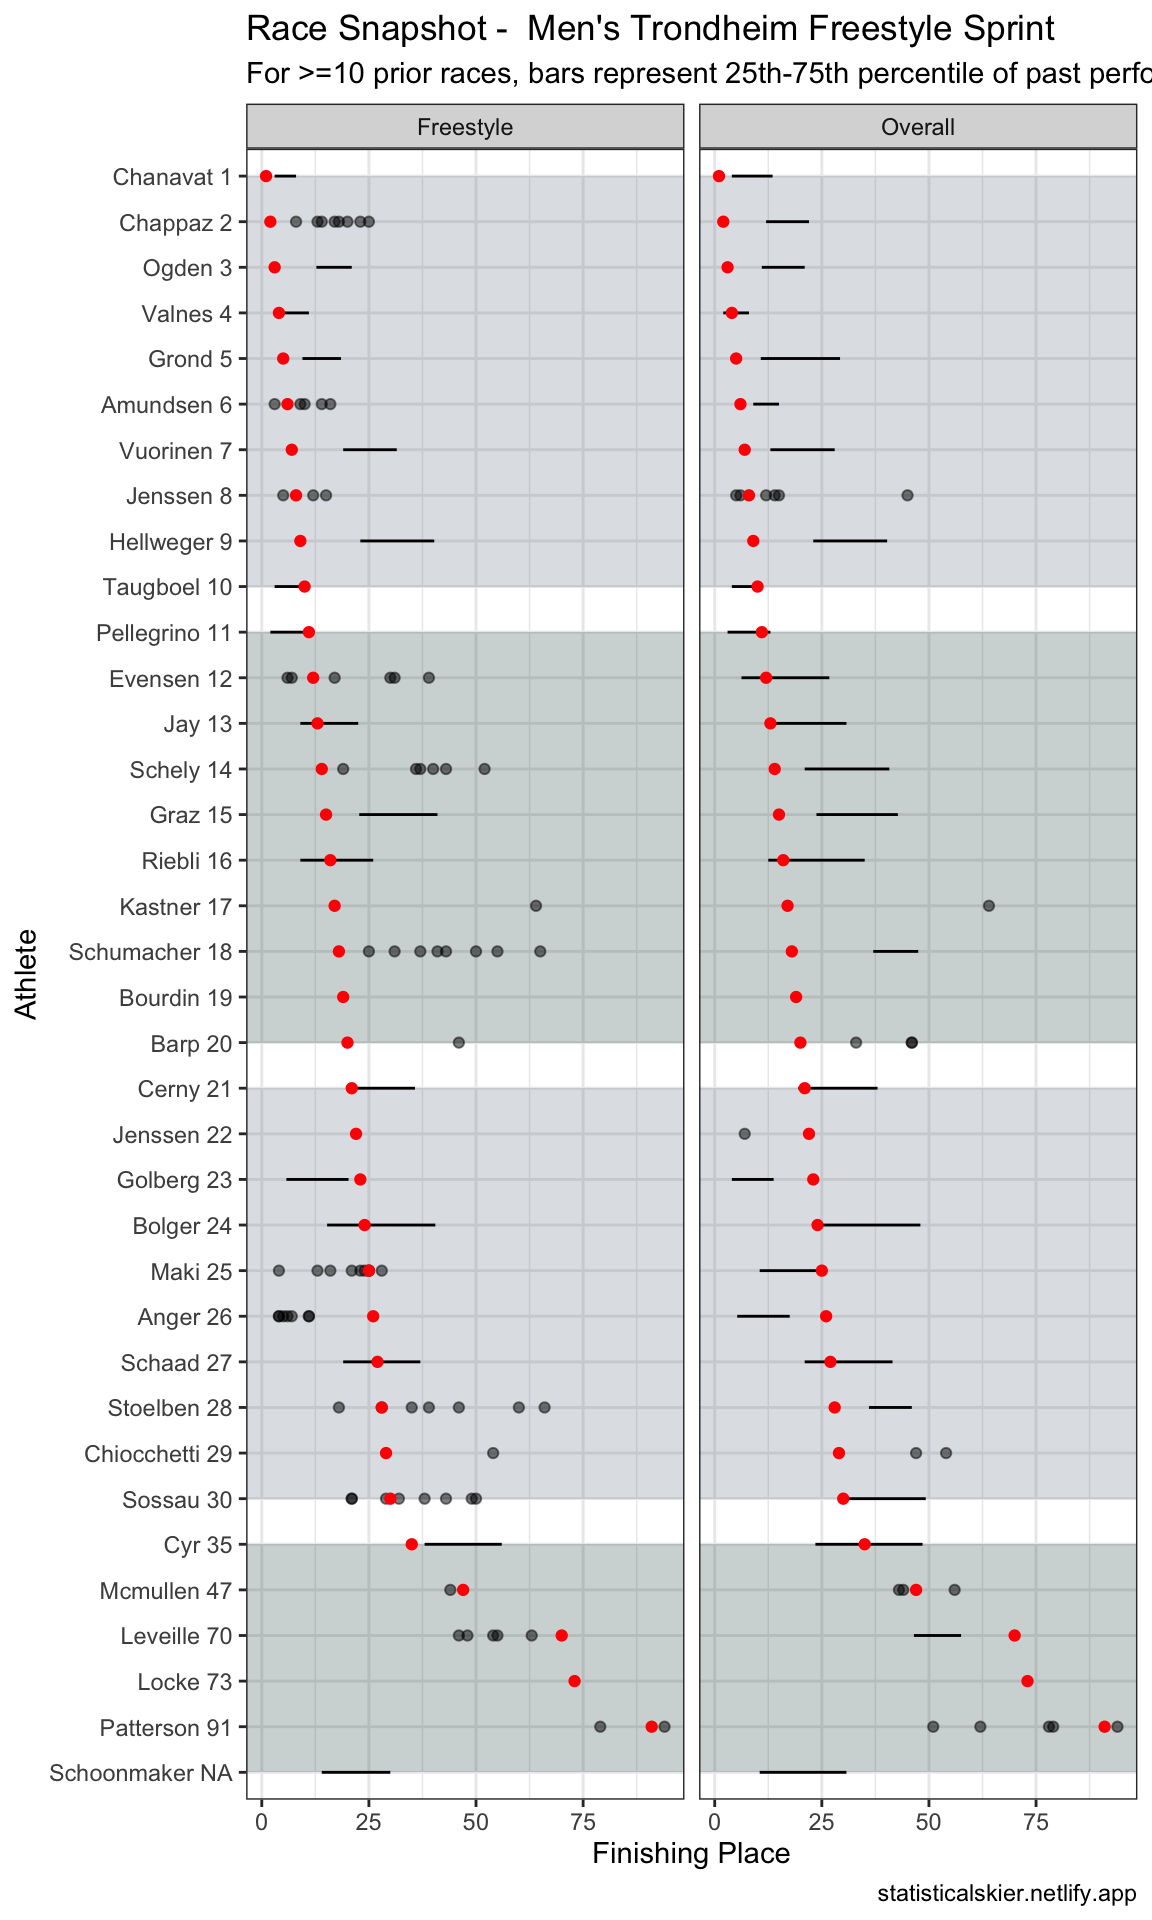 Race Snapshot -  Men's Trondheim Freestyle Sprint
For >=10 prior races, bars represent 25th-75th percentile of past perfo
Freestyle
Overall
Athlete
Chanavat 1
Chappaz 2
Ogden 3
Valnes 4
Grond 5
Amundsen 6
Vuorinen 7
Jenssen 8
Hellweger 9
Taugboel 10
Pellegrino 11
Evensen 12
Jay 13
Schely 14
Graz 15
Riebli 16
Kastner 17
Schumacher 18
Bourdin 19
Barp 20
Cerny 21
Jenssen 22
Golberg 23
Bolger 24
Maki 25
Anger 26
Schaad 27
Stoelben 28
Chiocchetti 29
Sossau 30
Cyr 35
Mcmullen 47
Leveille 70
Locke 73
Patterson 91
Schoonmaker NA
0 25 50 75
0 25 50 75
Finishing Place
statisticalskier.netlify.app